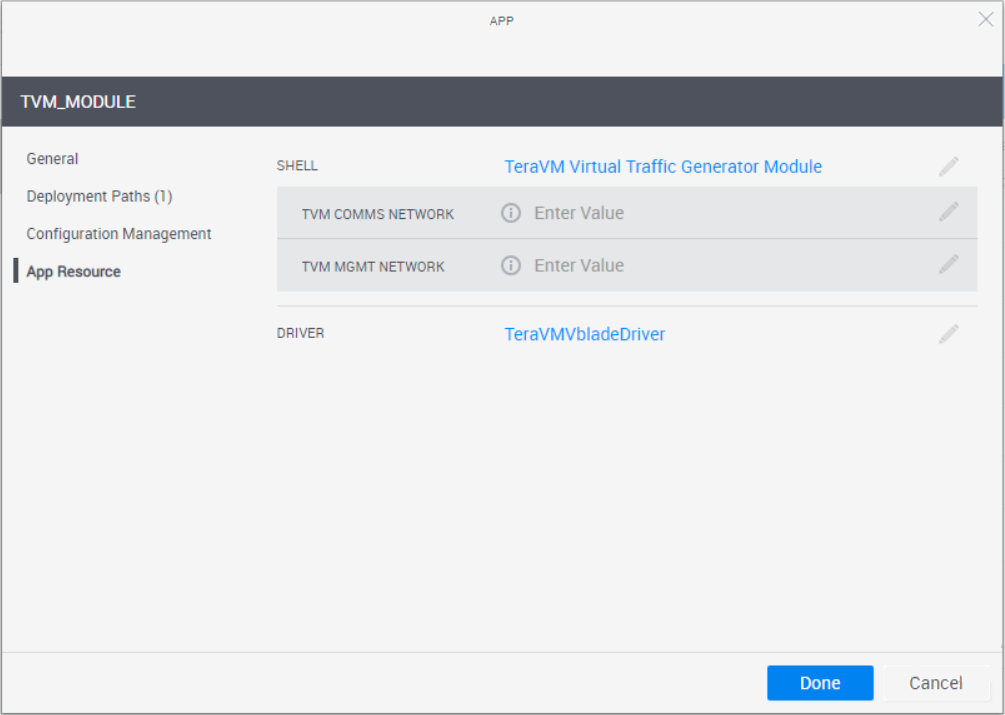 APP
TVM_MODULE
General
Deployment Paths (1)
Configuration Management
App Resource
SHELL TeraVM Virtual Traffic Generator Module
TVM COMMS NETWORK Enter Value
TVM MGMT NETWORK Enter Value
DRIVER TeraVMVbladeDriver
Done Cancel